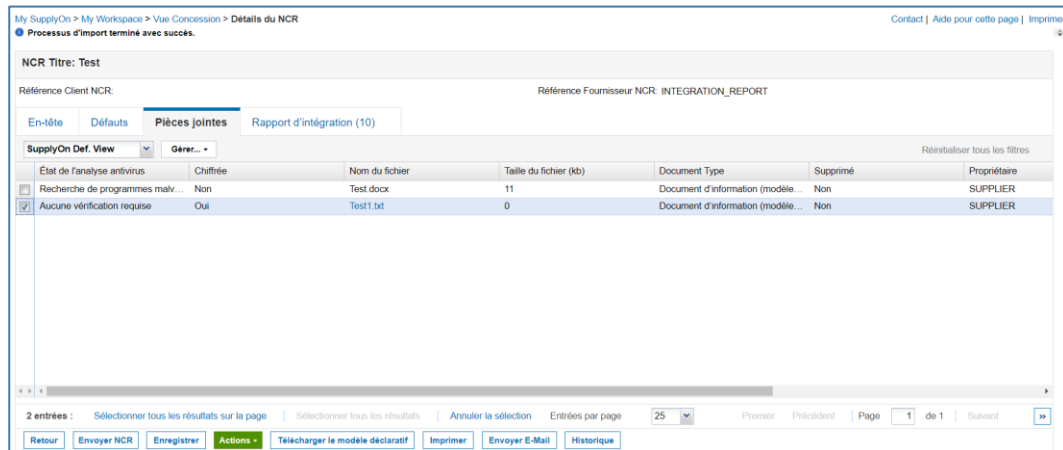 My SupplyOn > My Workspace > Vue Concession > Détails du NCR Contact | Aide pour cette page | Imprime
Processus d'import terminé avec succès.
NCR Titre: Test
Référence Client NCR: Référence Fournisseur NCR: INTEGRATION_REPORT
En-tête Défauts Pièces jointes Rapport d'intégration (10)
SupplyOn Def. View Gérer... Réinitialiser tous les filtres
État de l'analyse antivirus Chiffrée Nom du fichier Taille du fichier (kb) Document Type Supprimé Propriétaire
Recherche de programmes malv... Non Test.docx 11 Document d'information (modèle... Non SUPPLIER
Aucune vérification requise Oui Test1.txt 0 Document d'information (modèle... Non SUPPLIER
2 entrées : Sélectionner tous les résultats sur la page | Sélectionner tous les résultats | Annuler la sélection Entrées par page 25 Premier Précédent | Page 1 de 1 | Suivant »
Retour Envoyer NCR Enregistrer Actions Télécharger le modèle déclaratif Imprimer Envoyer E-Mail Historique